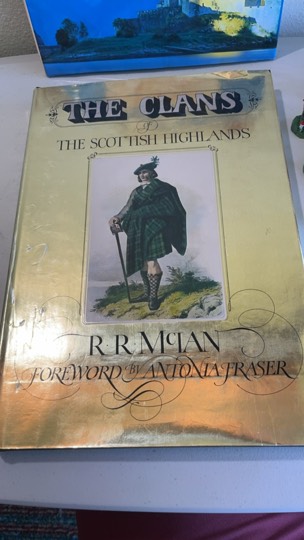 THE CLANS
of
THE SCOTTISH HIGHLANDS
R.R. McIAN
FOREWORD BY ANTONIA FRASER